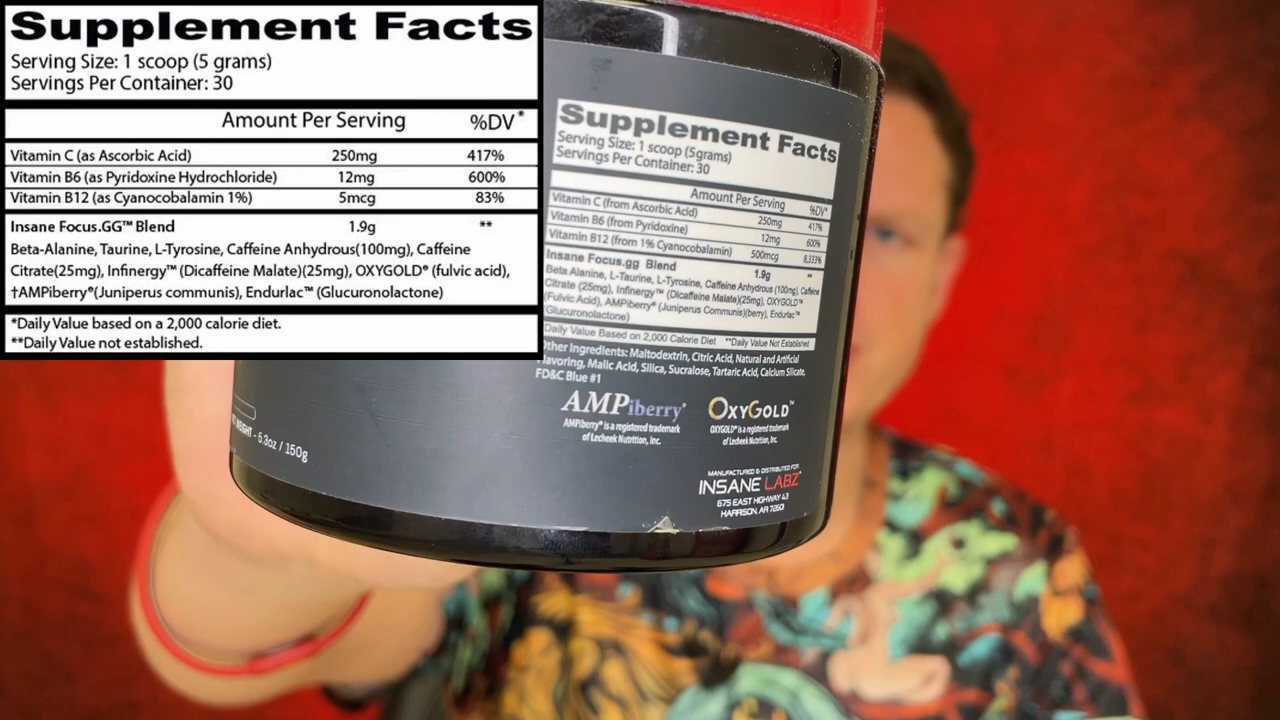 Supplement Facts
Serving Size: 1 scoop (5 grams)
Servings Per Container: 30
Amount Per Serving %DV*
Vitamin C (as Ascorbic Acid) 250mg 417%
Vitamin B6 (as Pyridoxine Hydrochloride) 12mg 600%
Vitamin B12 (as Cyanocobalamin 1%) 5mcg 83%
Insane Focus.GG™ Blend 1.9g **
Beta-Alanine, Taurine, L-Tyrosine, Caffeine Anhydrous(100mg), Caffeine
Citrate(25mg), Infinergy™ (Dicaffeine Malate)(25mg), OXYGOLD® (fulvic acid),
†AMPiberry®(Juniperus communis), Endurlac™ (Glucuronolactone)
*Daily Value based on a 2,000 calorie diet.
**Daily Value not established.
Supplement Facts
Serving Size: 1 scoop (5grams)
Servings Per Container: 30
Amount Per Serving %DV*
Vitamin C (from Ascorbic Acid) 250mg 417%
Vitamin B6 (from Pyridoxine) 12mg 600%
Vitamin B12 (from 1% Cyanocobalamin) 500mcg 8,333%
Insane Focus.gg Blend 1.9g **
Beta Alanine, L-Taurine, L-Tyrosine, Caffeine Anhydrous (100mg), Caffeine
Citrate (25mg), Infinergy™ (Dicaffeine Malate)(25mg), OXYGOLD™
(Fulvic Acid), AMPiberry® (Juniperus Communis)(berry), Endurlac™
(Glucuronolactone)
*Daily Value Based on 2,000 Calorie Diet **Daily Value Not Established
Other Ingredients: Maltodextrin, Citric Acid, Natural and Artificial
Flavoring, Malic Acid, Silica, Sucralose, Tartaric Acid, Calcium Silicate,
FD&C Blue #1
AMPiberry® OXYGOLD™
AMPiberry® is a registered trademark
of Lecheek Nutrition, Inc.
OXYGOLD® is a registered trademark
of Lecheek Nutrition, Inc.
WEIGHT - 5.3oz / 150g
MANUFACTURED & DISTRIBUTED FOR
INSANE LABZ®
675 EAST HIGHWAY 43
HARRISON, AR 72601